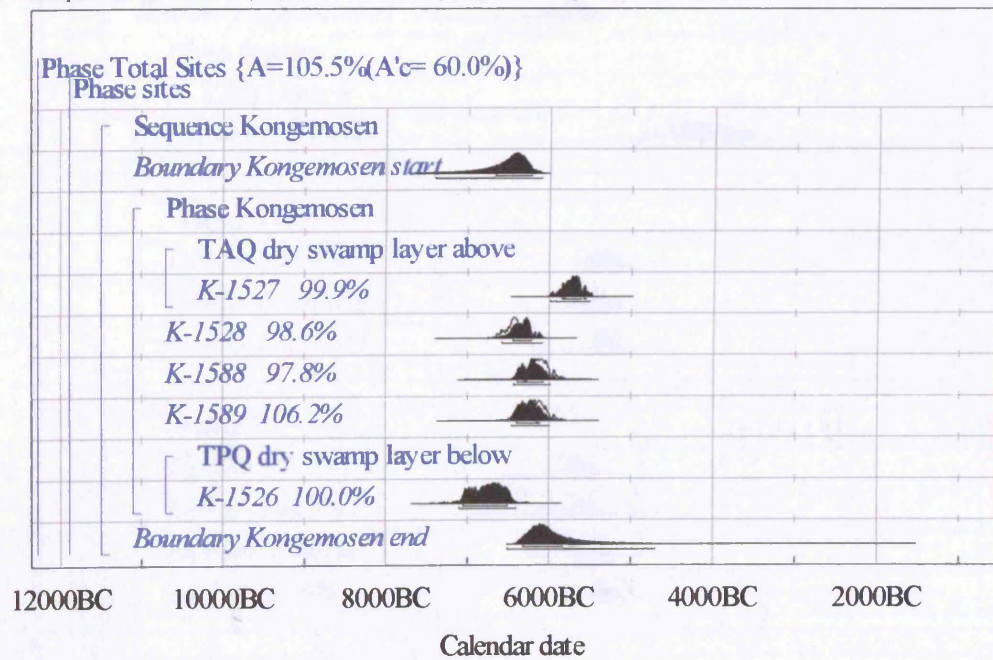 Phase Total Sites {A=105.5%(A'c= 60.0%)}
Phase sites
Sequence Kongemosen
Boundary Kongemosen start
Phase Kongemosen
TAQ dry swamp layer above
K-1527 99.9%
K-1528 98.6%
K-1588 97.8%
K-1589 106.2%
TPQ dry swamp layer below
K-1526 100.0%
Boundary Kongemosen end
12000BC 10000BC 8000BC 6000BC 4000BC 2000BC
Calendar date